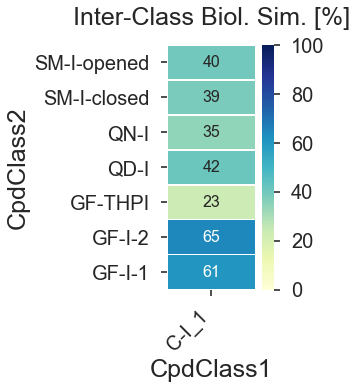 Inter-Class Biol. Sim. [%]
CpdClass2
SM-I-opened 40
SM-I-closed 39
QN-I 35
QD-I 42
GF-THPI 23
GF-I-2 65
GF-I-1 61
100
80
60
40
20
0
C-I_1
CpdClass1